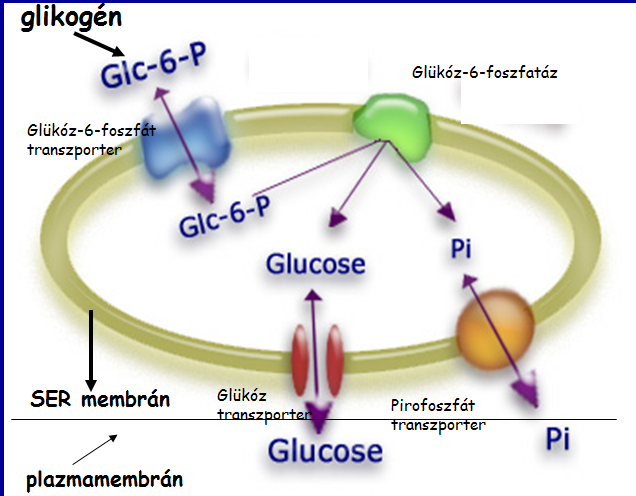 glikogén
Glc-6-P
Glükóz-6-foszfatáz
Glükóz-6-foszfát
transzporter
Glc-6-P
Glucose
Pi
SER membrán
Glükóz
transzporter
Pirofoszfát
transzporter
Glucose
Pi
plazmamembrán